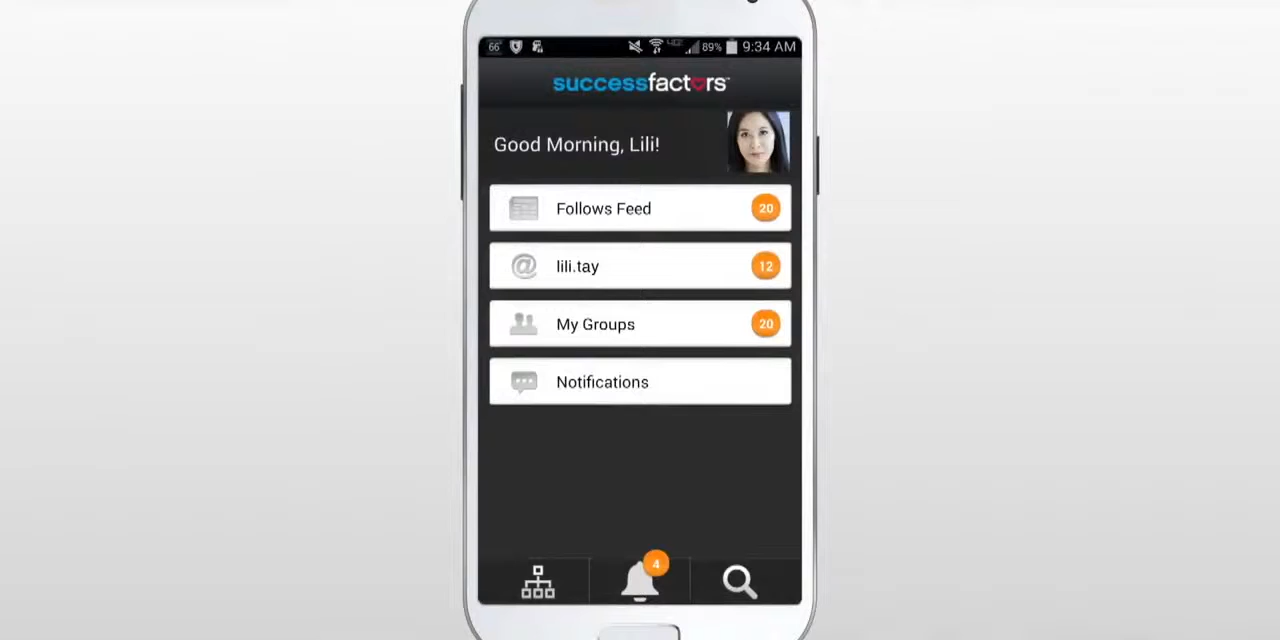 66 89% 9:34 AM
successfactors
Good Morning, Lili!
Follows Feed 20
@ lili.tay 12
My Groups 20
Notifications
4